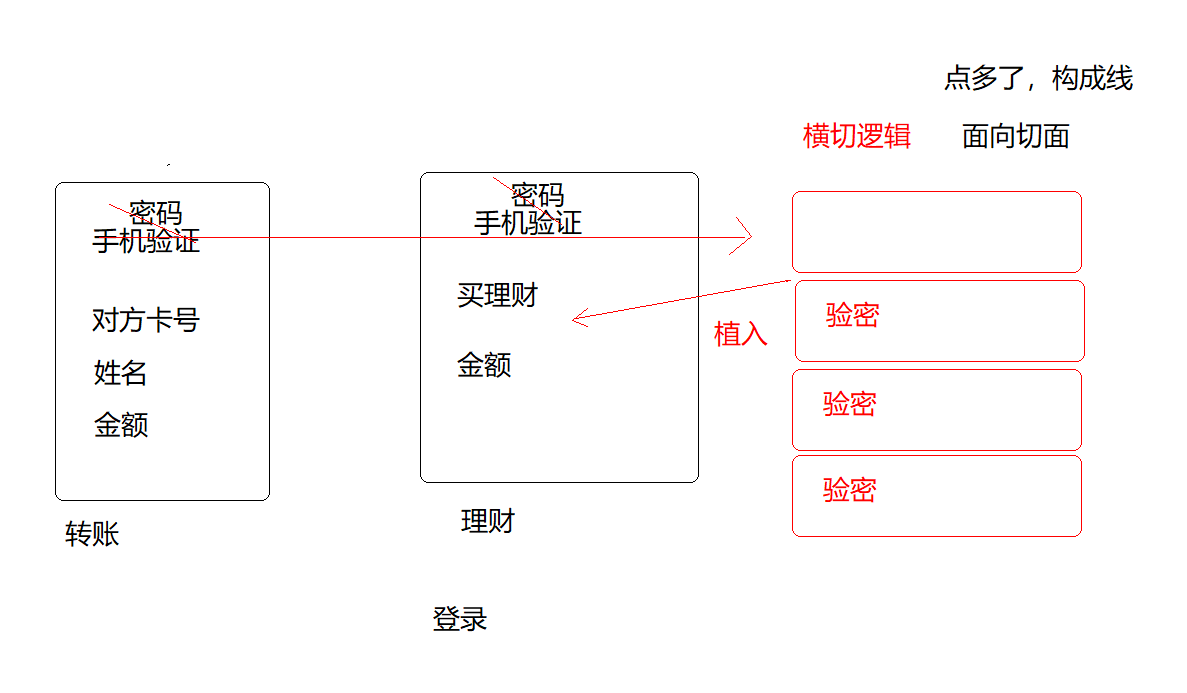 点多了，构成线
横切逻辑
面向切面
密码
手机验证
对方卡号
姓名
金额
转账
密码
手机验证
买理财
金额
理财
登录
植入
验密
验密
验密